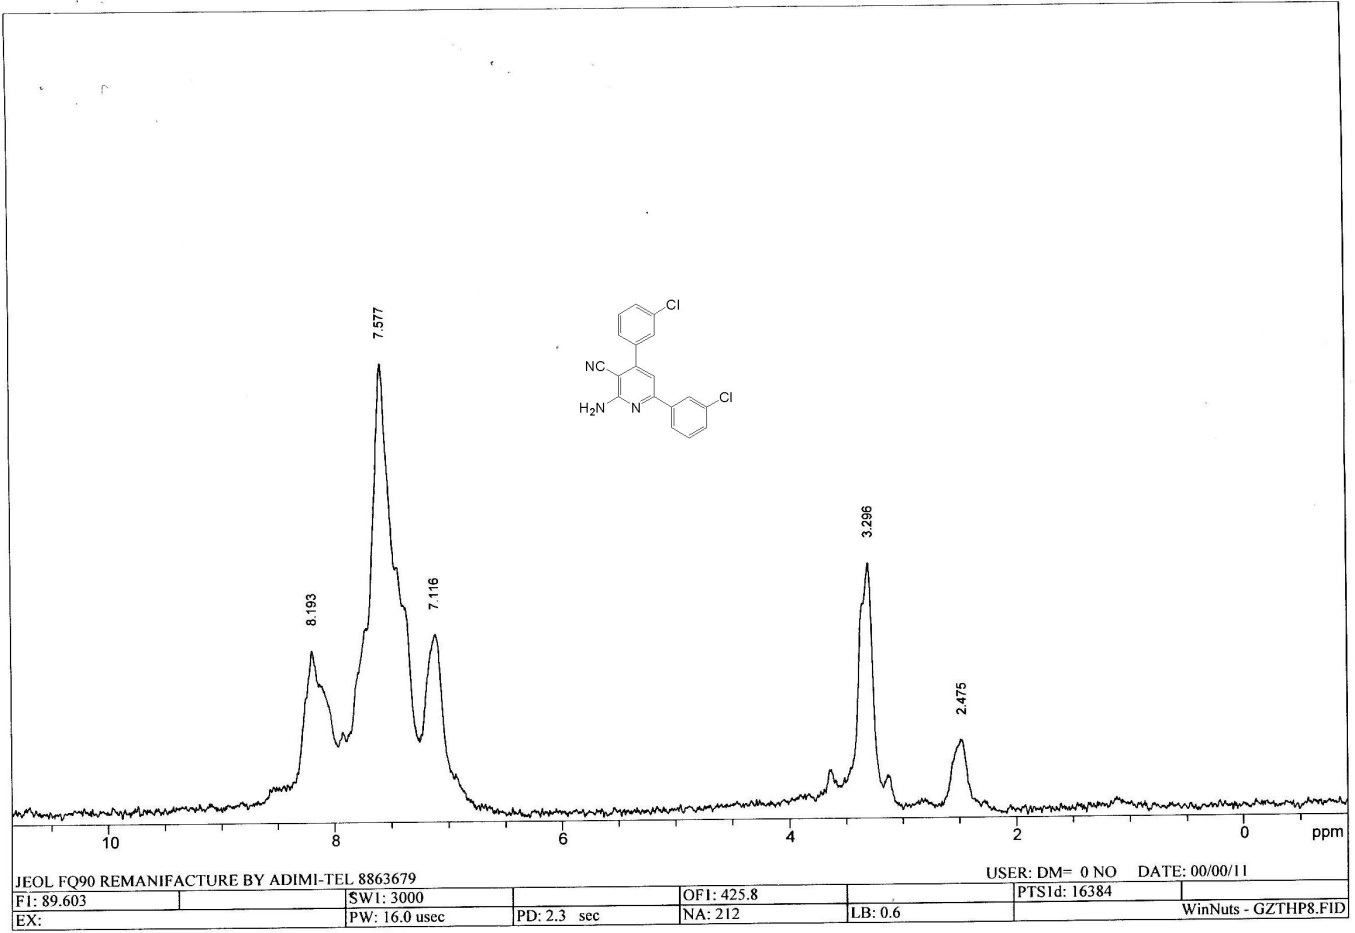 7.577
8.193
7.116
3.296
2.475
Cl
NC
H₂N
N
Cl
10 8 6 4 2 0 ppm
JEOL FQ90 REMANIFACTURE BY ADIMI-TEL 8863679 USER: DM= 0 NO DATE: 00/00/11
F1: 89.603 SW1: 3000 OF1: 425.8 PTS1d: 16384
EX: PW: 16.0 usec PD: 2.3 sec NA: 212 LB: 0.6 WinNuts - GZTHP8.FID